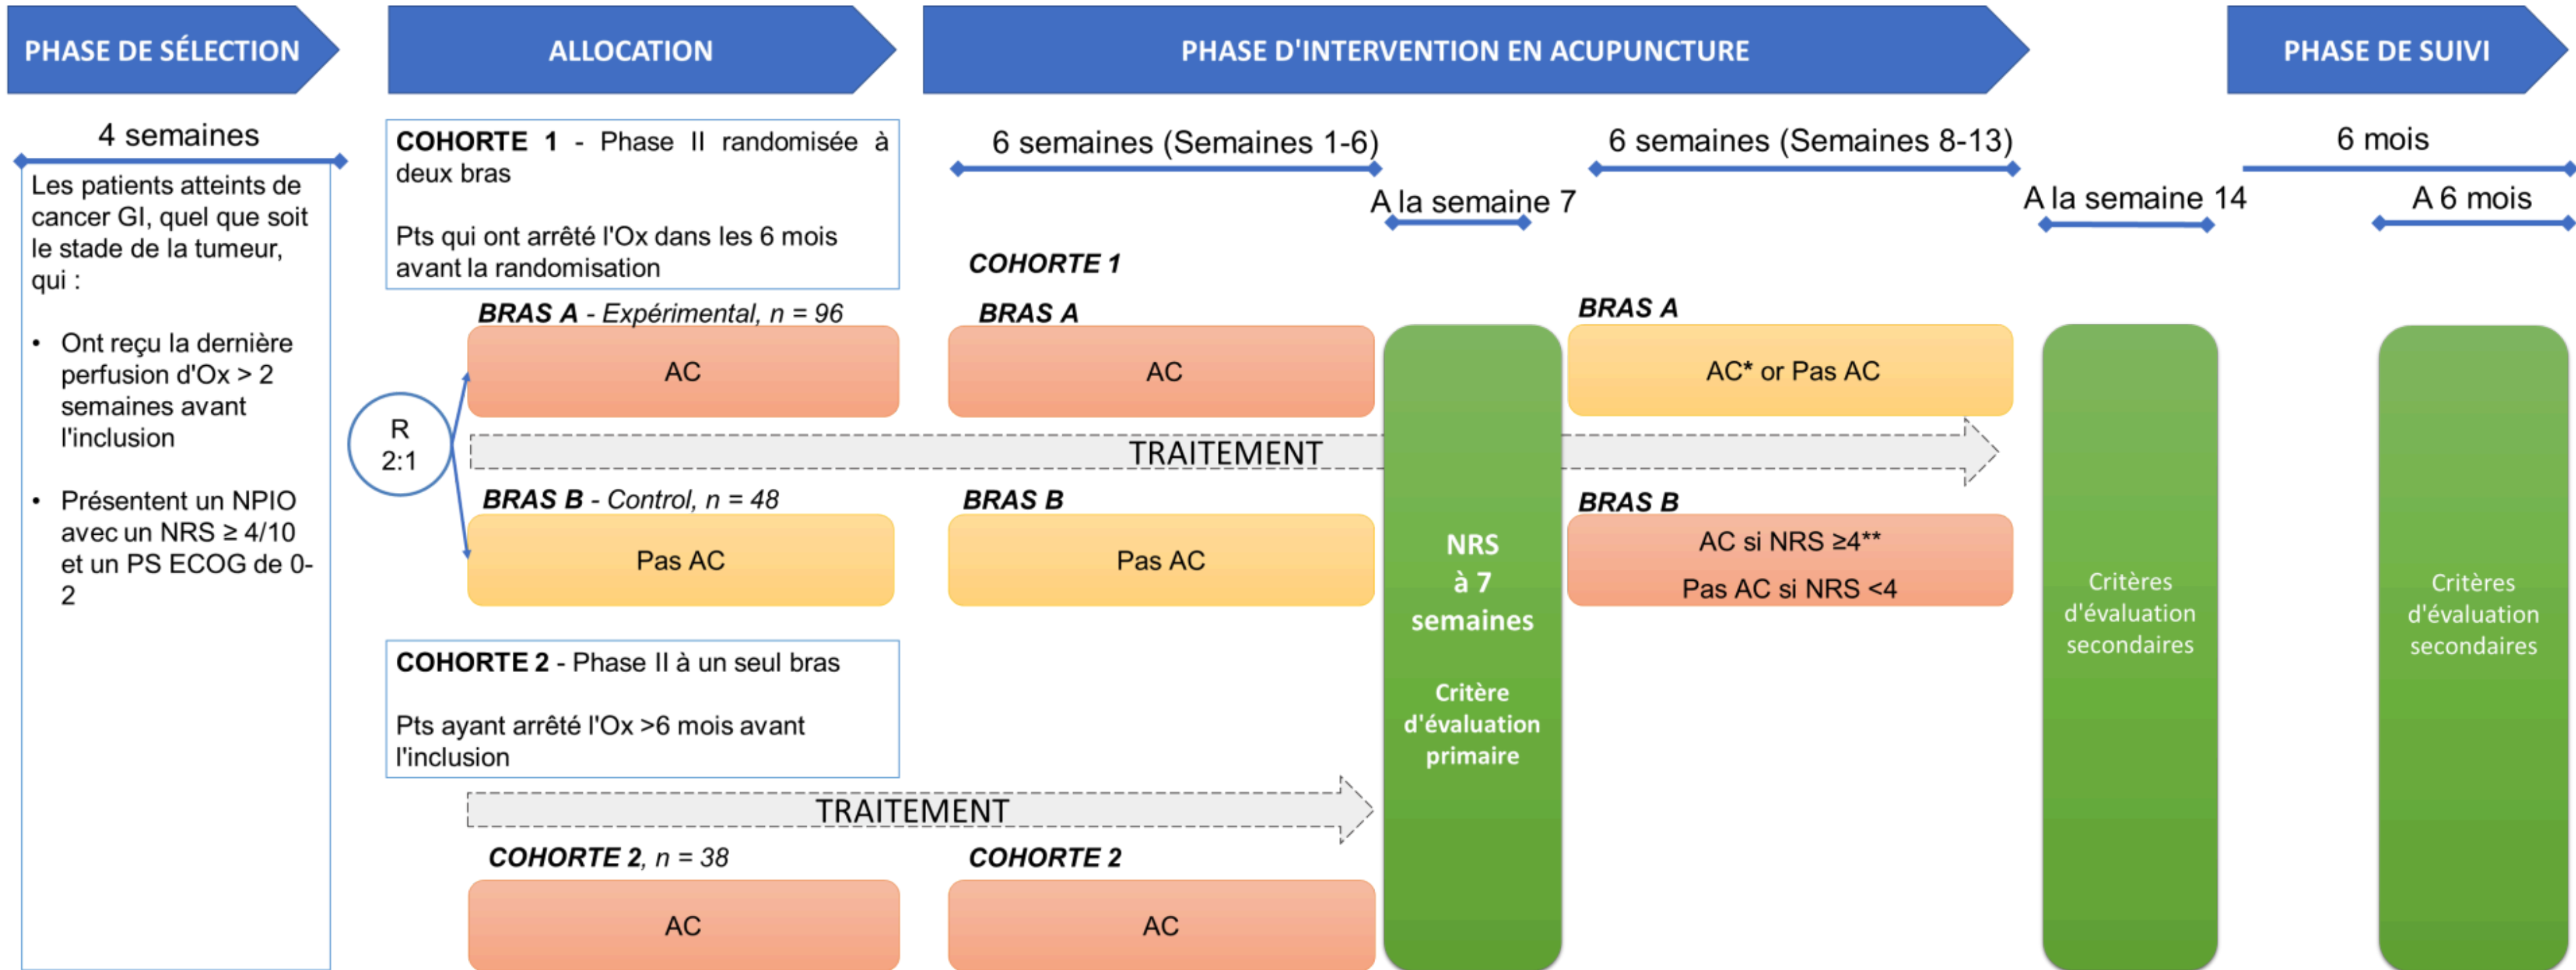 PHASE DE SÉLECTION
ALLOCATION
PHASE D'INTERVENTION EN ACUPUNCTURE
PHASE DE SUIVI
4 semaines
Les patients atteints de
cancer GI, quel que soit
le stade de la tumeur,
qui :
• Ont reçu la dernière
perfusion d'Ox > 2
semaines avant
l'inclusion
• Présentent un NPIO
avec un NRS ≥ 4/10
et un PS ECOG de 0-
2
COHORTE 1 - Phase II randomisée à
deux bras
Pts qui ont arrêté l'Ox dans les 6 mois
avant la randomisation
R
2:1
BRAS A - Expérimental, n = 96
AC
BRAS B - Control, n = 48
Pas AC
COHORTE 2 - Phase II à un seul bras
Pts ayant arrêté l'Ox >6 mois avant
l'inclusion
TRAITEMENT
COHORTE 2, n = 38
AC
6 semaines (Semaines 1-6)
COHORTE 1
BRAS A
AC
TRAITEMENT
BRAS B
Pas AC
COHORTE 2
AC
A la semaine 7
NRS
à 7
semaines
Critère
d'évaluation
primaire
6 semaines (Semaines 8-13)
BRAS A
AC* or Pas AC
BRAS B
AC si NRS ≥4**
Pas AC si NRS <4
A la semaine 14
Critères
d'évaluation
secondaires
6 mois
A 6 mois
Critères
d'évaluation
secondaires